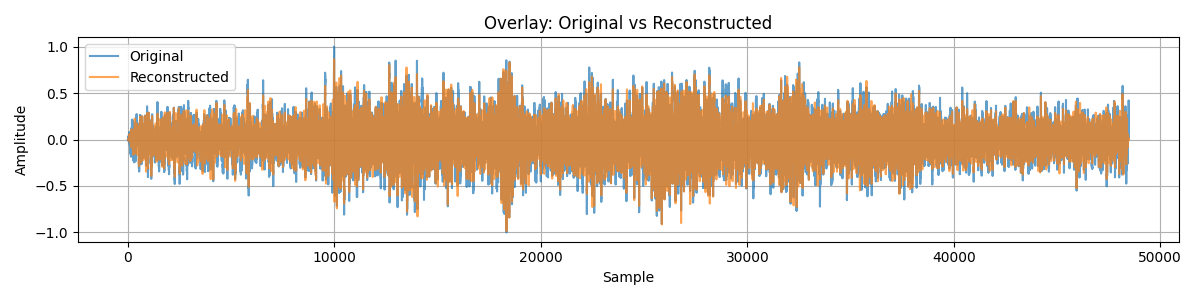 Overlay: Original vs Reconstructed
Original
Reconstructed
Amplitude
1.0
0.5
0.0
−0.5
−1.0
0 10000 20000 30000 40000 50000
Sample